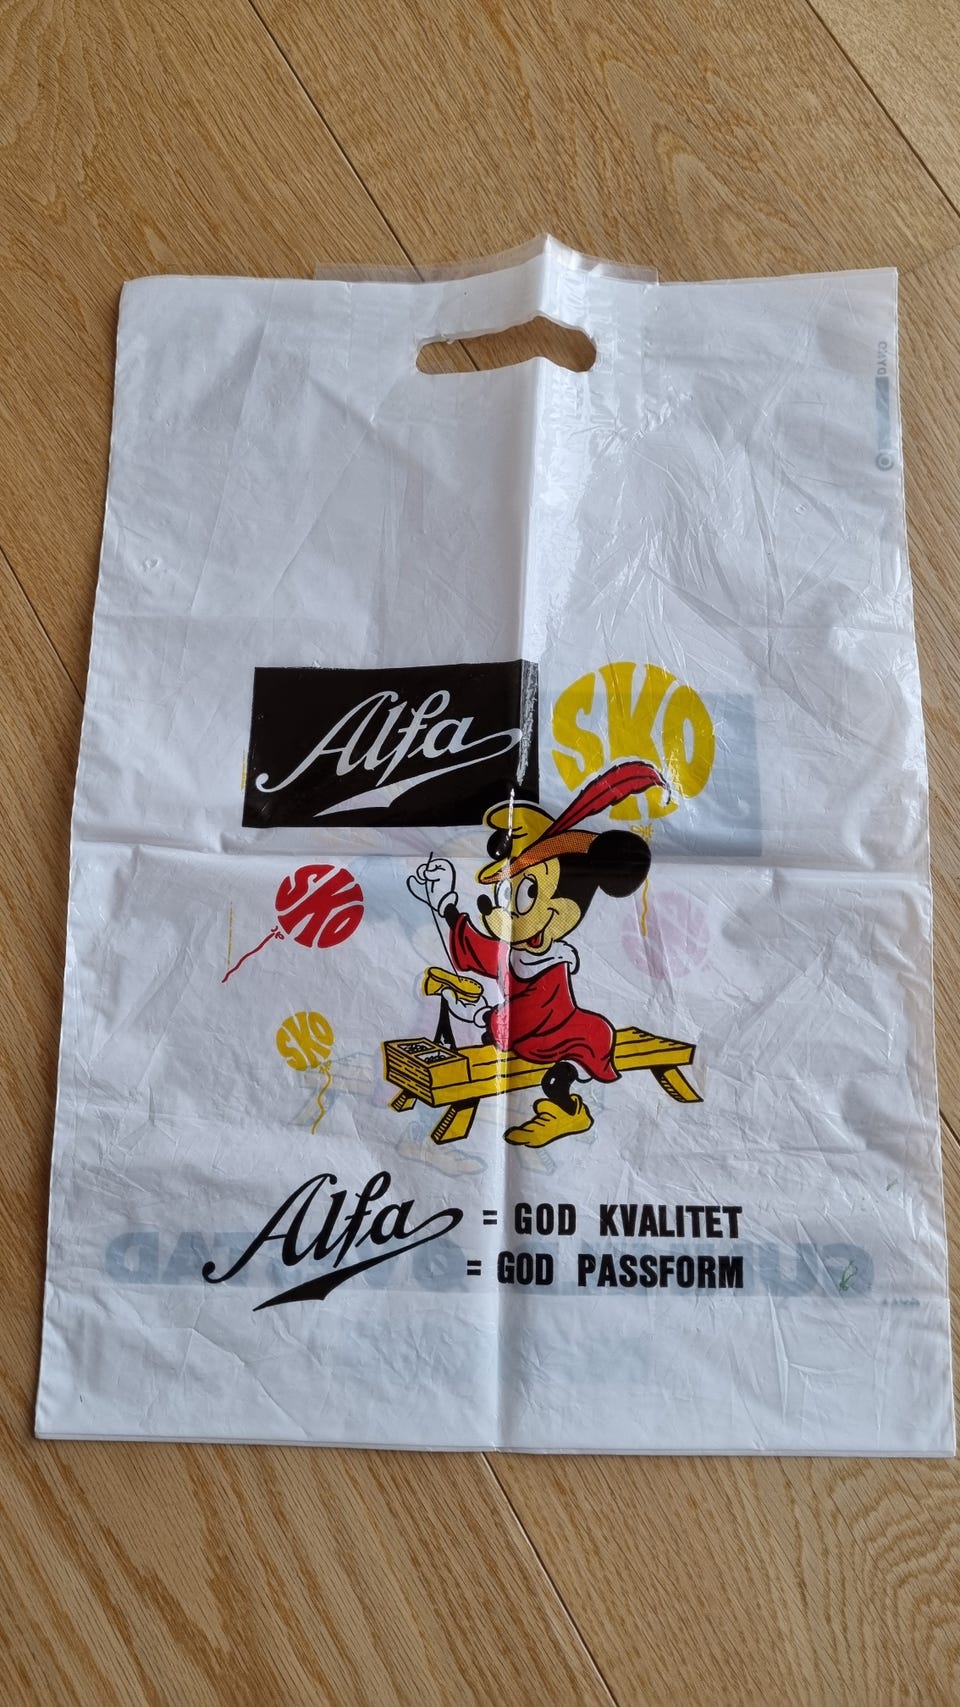 Alfa
SKO
SKO
SKO
Alfa = GOD KVALITET
= GOD PASSFORM